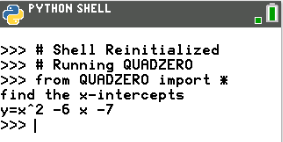 PYTHON SHELL
>>> # Shell Reinitialized
>>> # Running QUADZERO
>>> from QUADZERO import *
find the x-intercepts
y=x^2 -6 x -7
>>> |